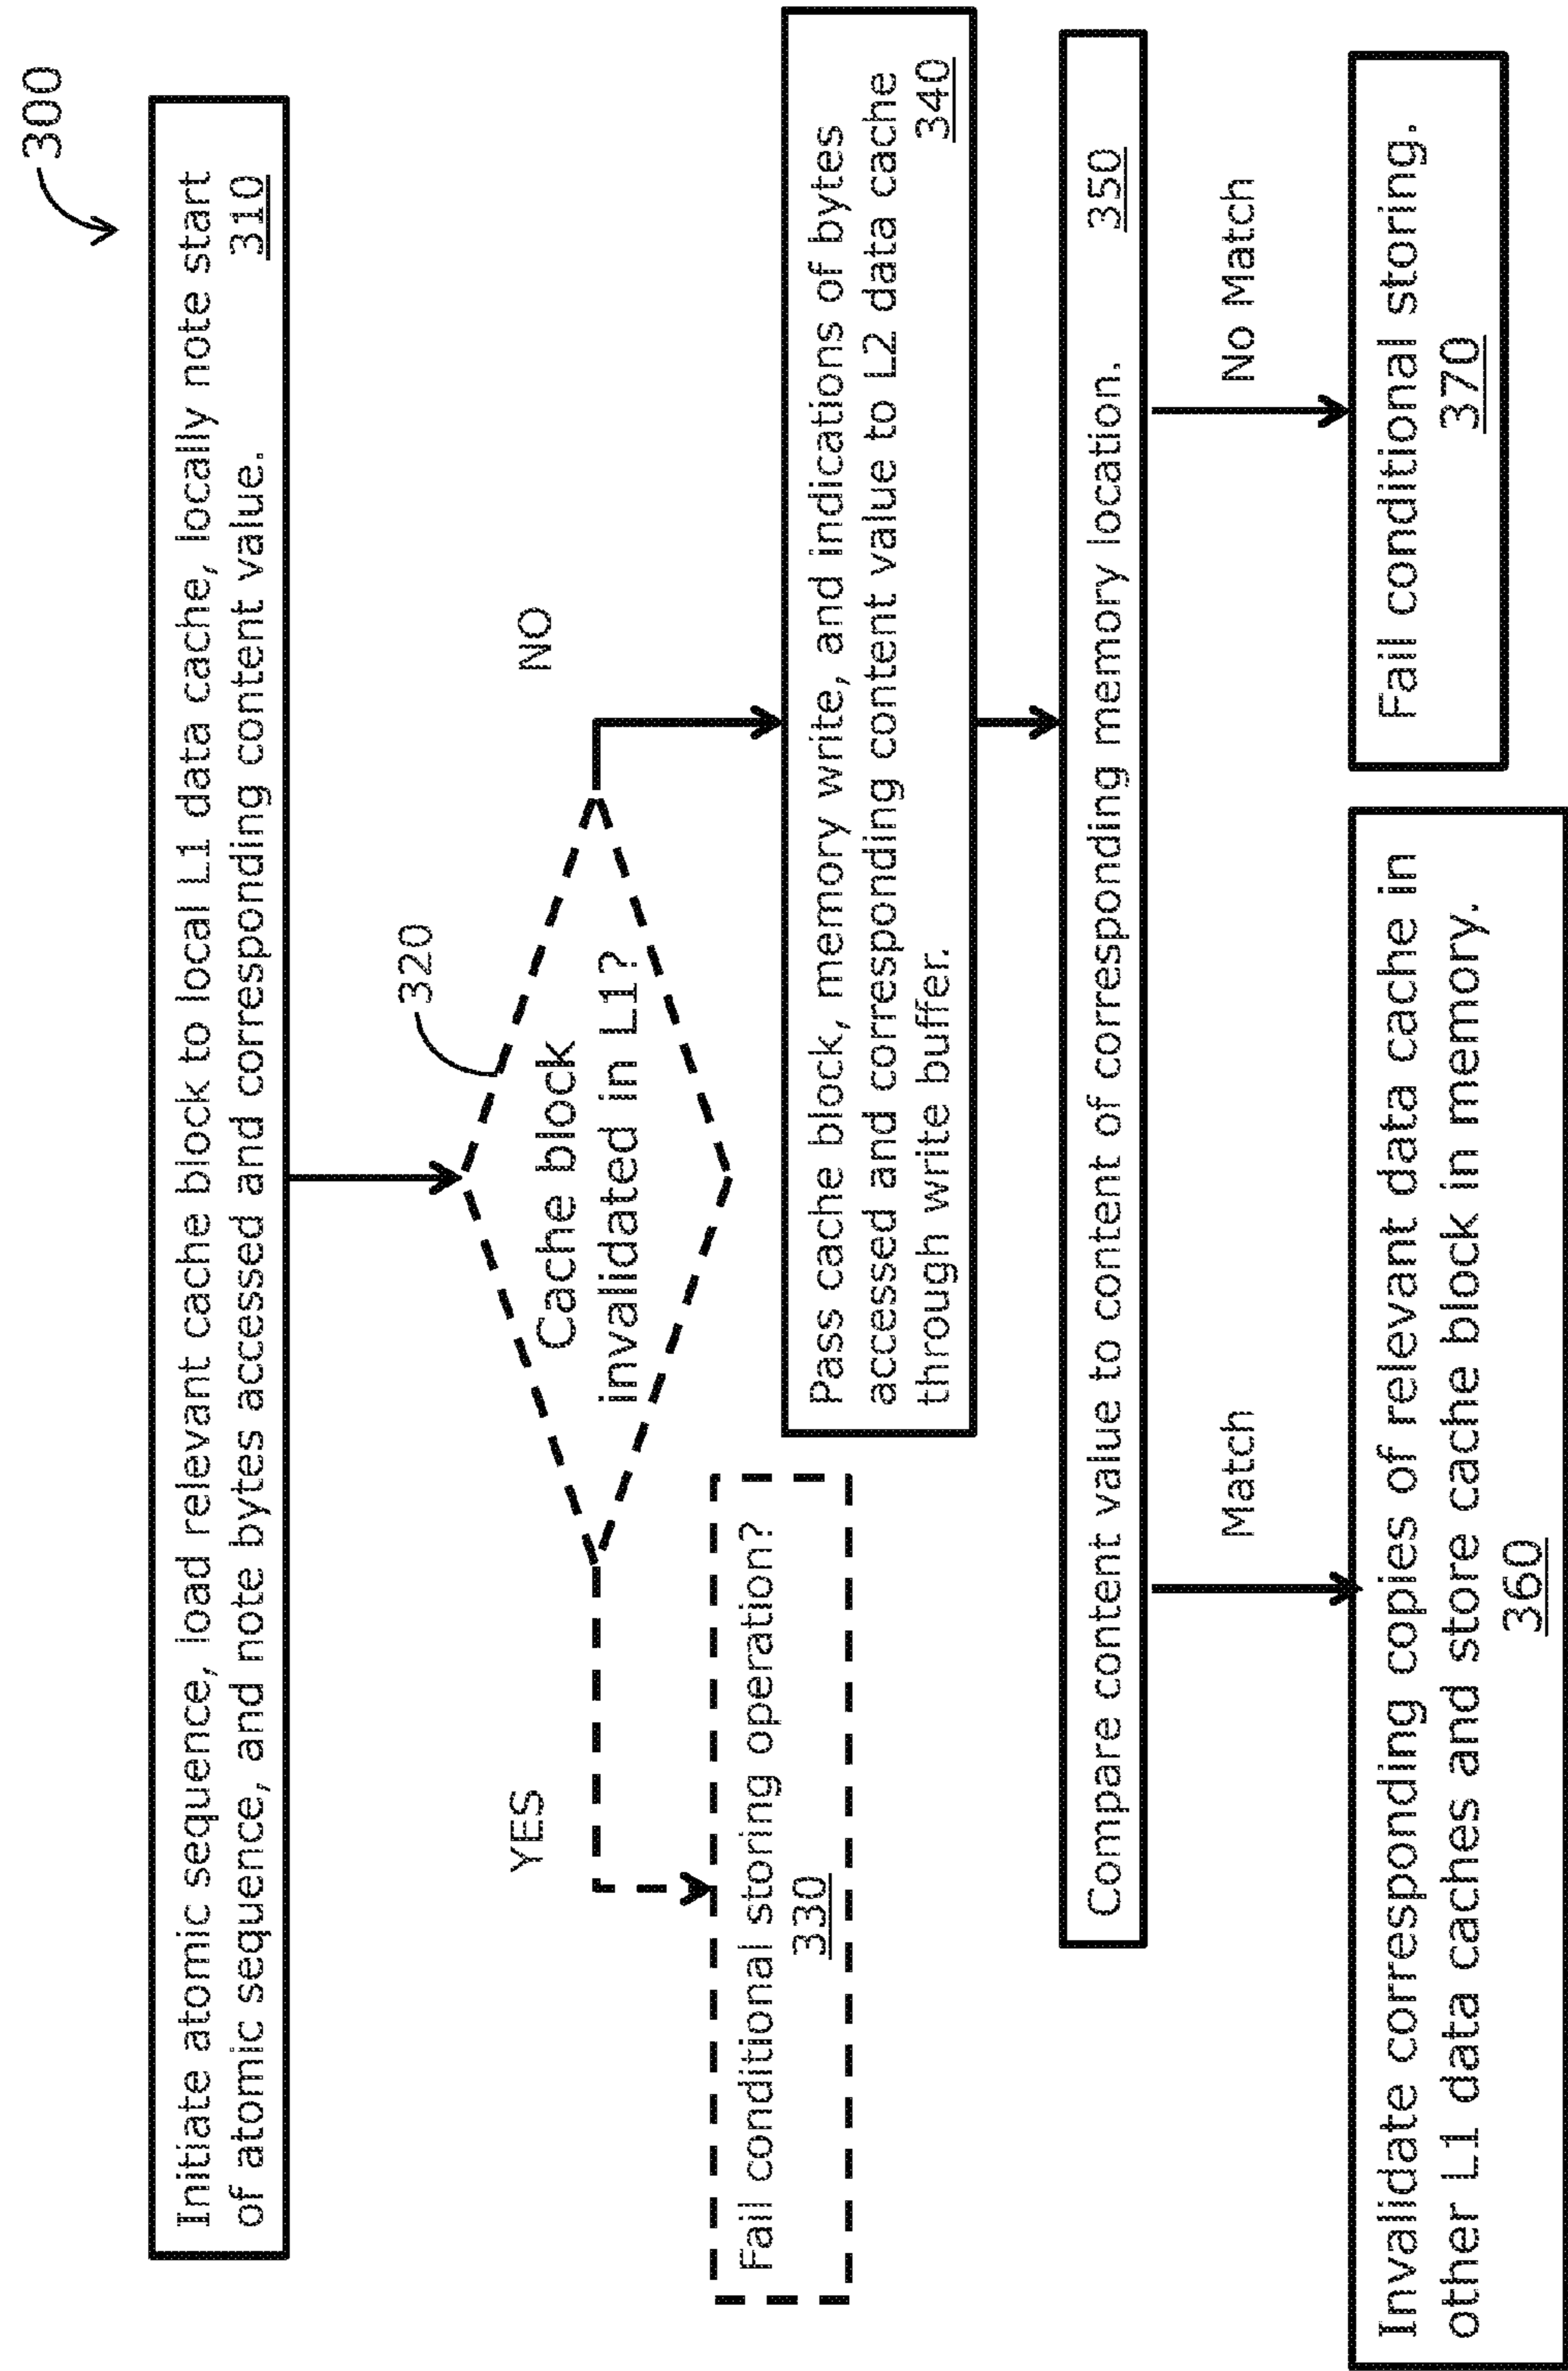 300
Initiate atomic sequence, load relevant cache block to local L1 data cache, locally note start
of atomic sequence, and note bytes accessed and corresponding content value.
310
320
Cache block
invalidated in L1?
YES
NO
Fail conditional storing operation?
330
Pass cache block, memory write, and indications of bytes
accessed and corresponding content value to L2 data cache
through write buffer.
340
Compare content value to content of corresponding memory location.
350
Match
No Match
Invalidate corresponding copies of relevant data cache in
other L1 data caches and store cache block in memory.
360
Fail conditional storing.
370